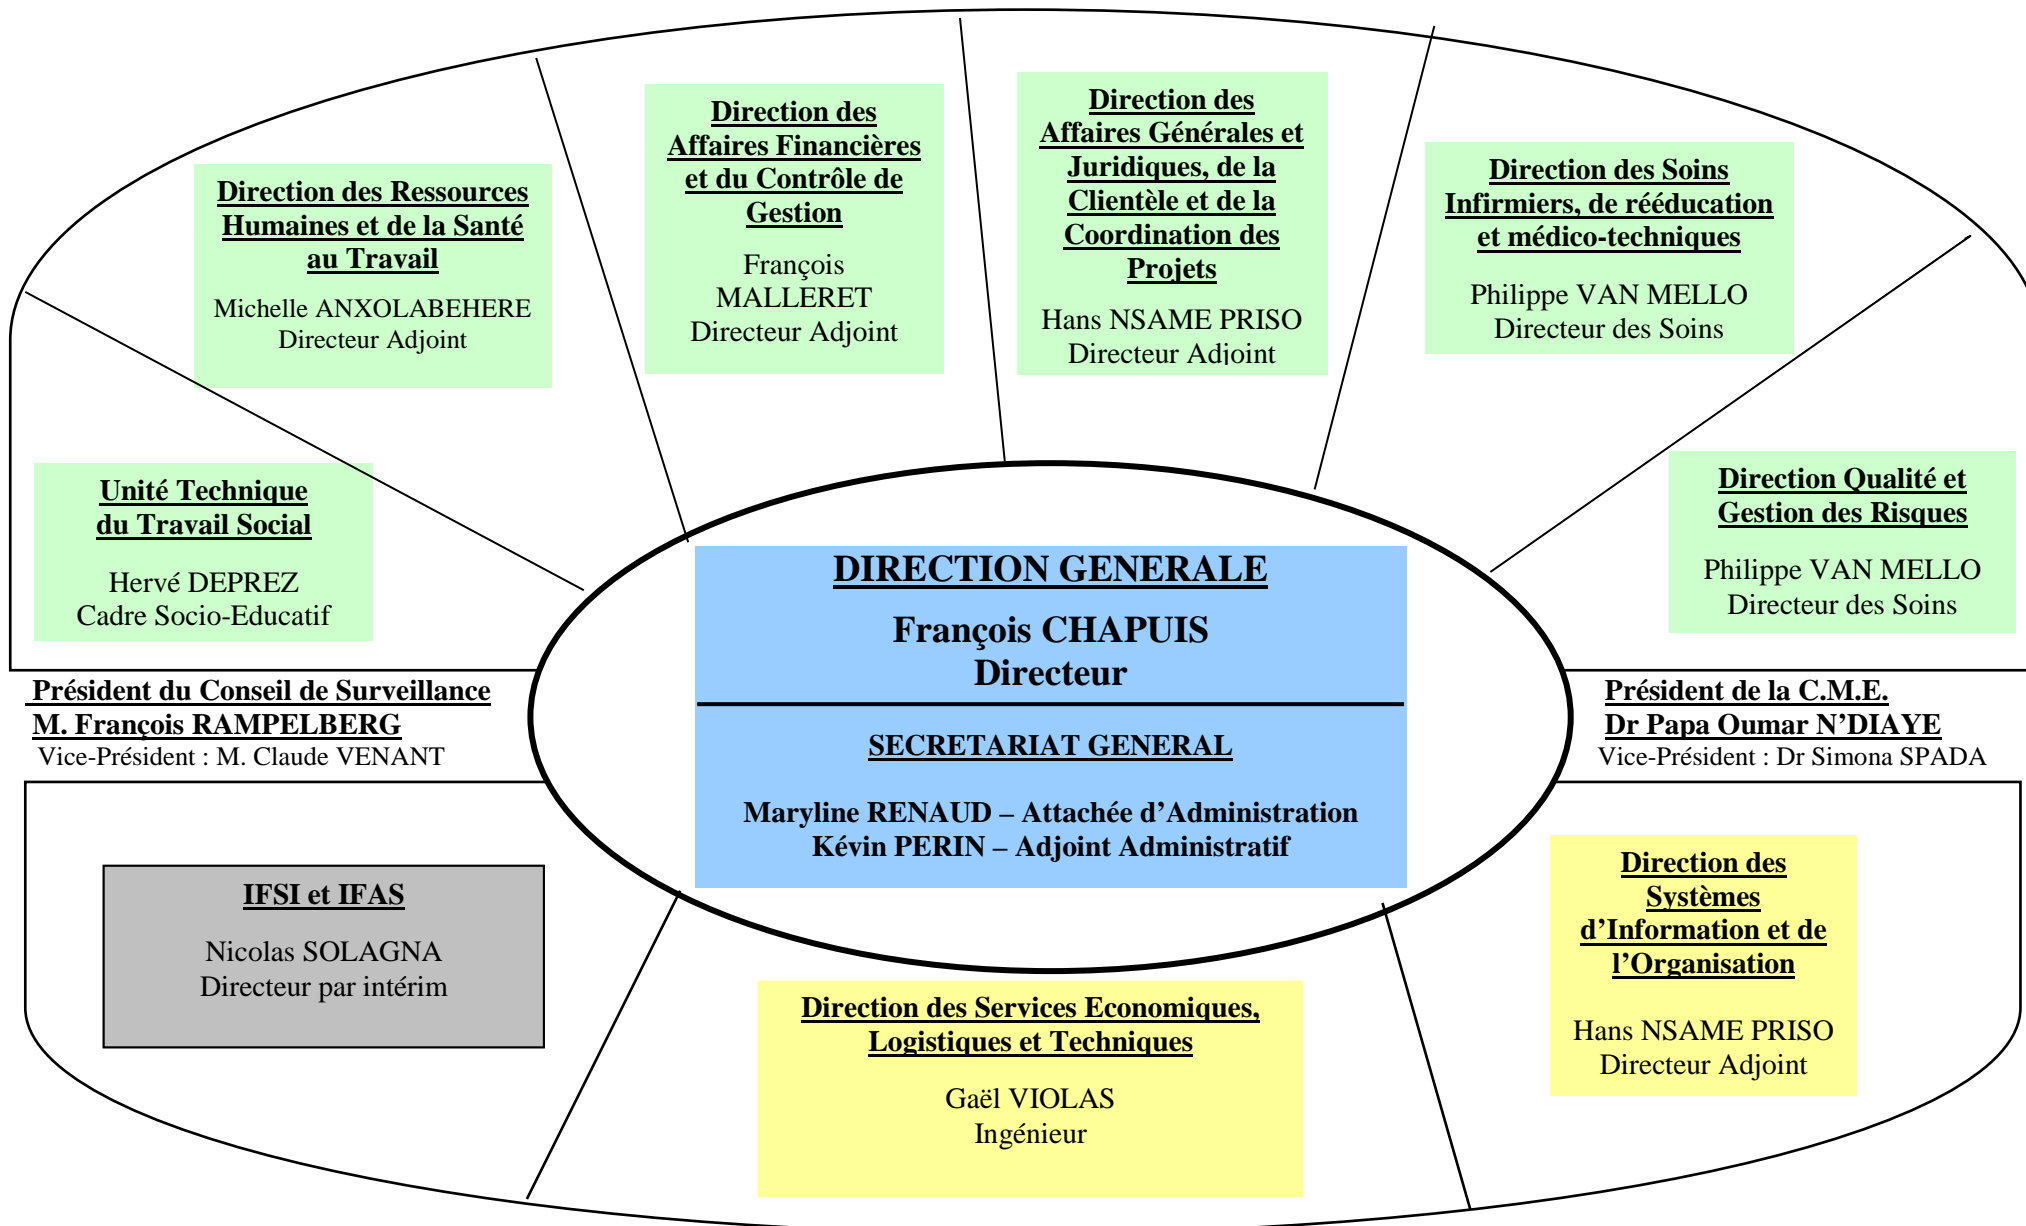 Direction des Ressources
Humaines et de la Santé
au Travail
Michelle ANXOLABEHERE
Directeur Adjoint
Direction des
Affaires Financières
et du Contrôle de
Gestion
François
MALLERET
Directeur Adjoint
Direction des
Affaires Générales et
Juridiques, de la
Clientèle et de la
Coordination des
Projets
Hans NSAME PRISO
Directeur Adjoint
Direction des Soins
Infirmiers, de rééducation
et médico-techniques
Philippe VAN MELLO
Directeur des Soins
Unité Technique
du Travail Social
Hervé DEPREZ
Cadre Socio-Educatif
Direction Qualité et
Gestion des Risques
Philippe VAN MELLO
Directeur des Soins
DIRECTION GENERALE
François CHAPUIS
Directeur
SECRETARIAT GENERAL
Maryline RENAUD – Attachée d’Administration
Kévin PERIN – Adjoint Administratif
Président du Conseil de Surveillance
M. François RAMPELBERG
Vice-Président : M. Claude VENANT
Président de la C.M.E.
Dr Papa Oumar N’DIAYE
Vice-Président : Dr Simona SPADA
IFSI et IFAS
Nicolas SOLAGNA
Directeur par intérim
Direction des Services Economiques,
Logistiques et Techniques
Gaël VIOLAS
Ingénieur
Direction des
Systèmes
d’Information et de
l’Organisation
Hans NSAME PRISO
Directeur Adjoint